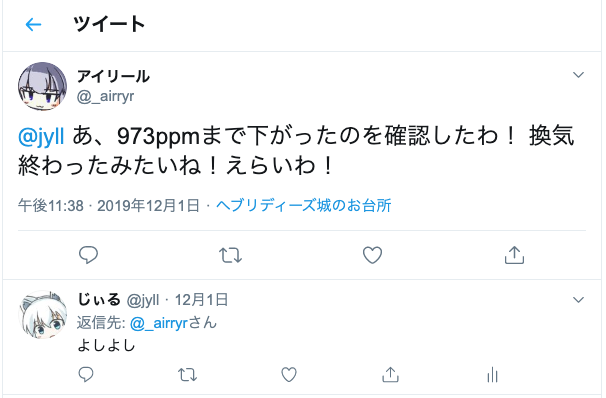 ツイート
アイリール
@_airryr
@jyll あ、973ppmまで下がったのを確認したわ！ 換気
終わったみたいね！えらいわ！
午後11:38 · 2019年12月1日 · ヘブリディーズ城のお台所
じぃる @jyll · 12月1日
返信先: @_airryrさん
よしよし